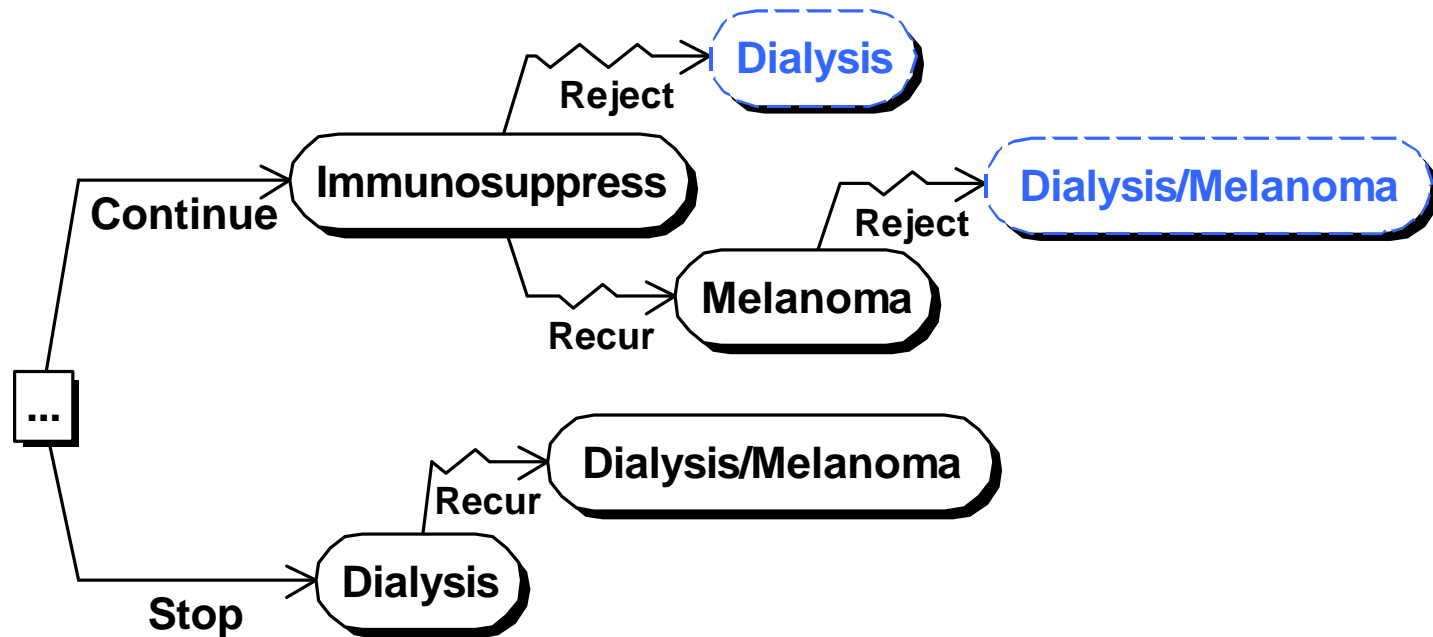 Dialysis
Reject
Immunosuppress
Dialysis/Melanoma
Continue
Reject
Melanoma
Recur
...
Dialysis/Melanoma
Recur
Dialysis
Stop